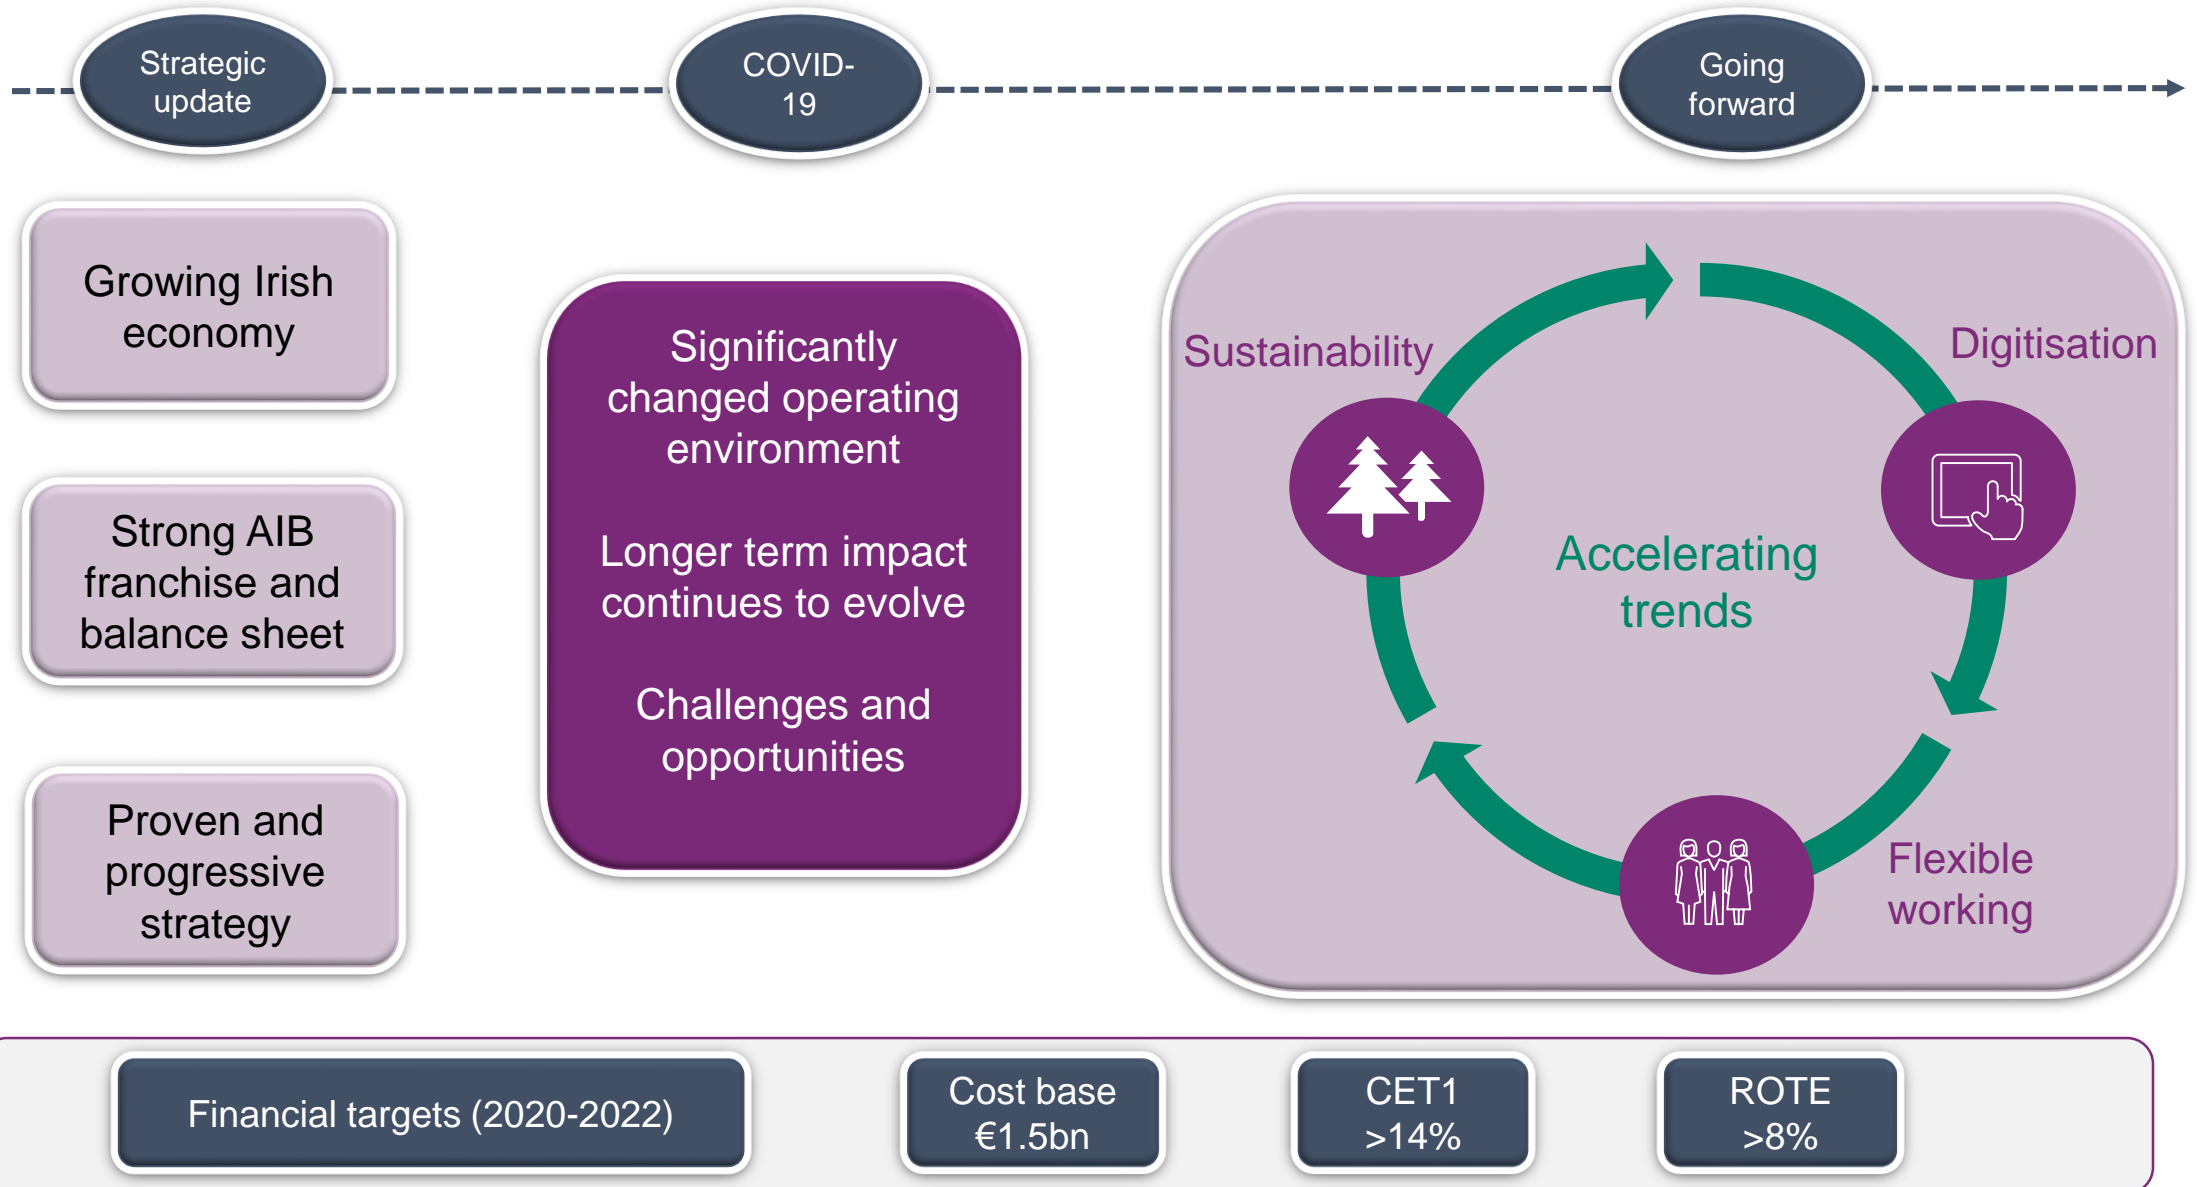 Strategic
update
COVID-
19
Going
forward
Growing Irish
economy
Strong AIB
franchise and
balance sheet
Proven and
progressive
strategy
Significantly
changed operating
environment
Longer term impact
continues to evolve
Challenges and
opportunities
Sustainability
Digitisation
Accelerating
trends
Flexible
working
Financial targets (2020-2022)
Cost base
€1.5bn
CET1
>14%
ROTE
>8%